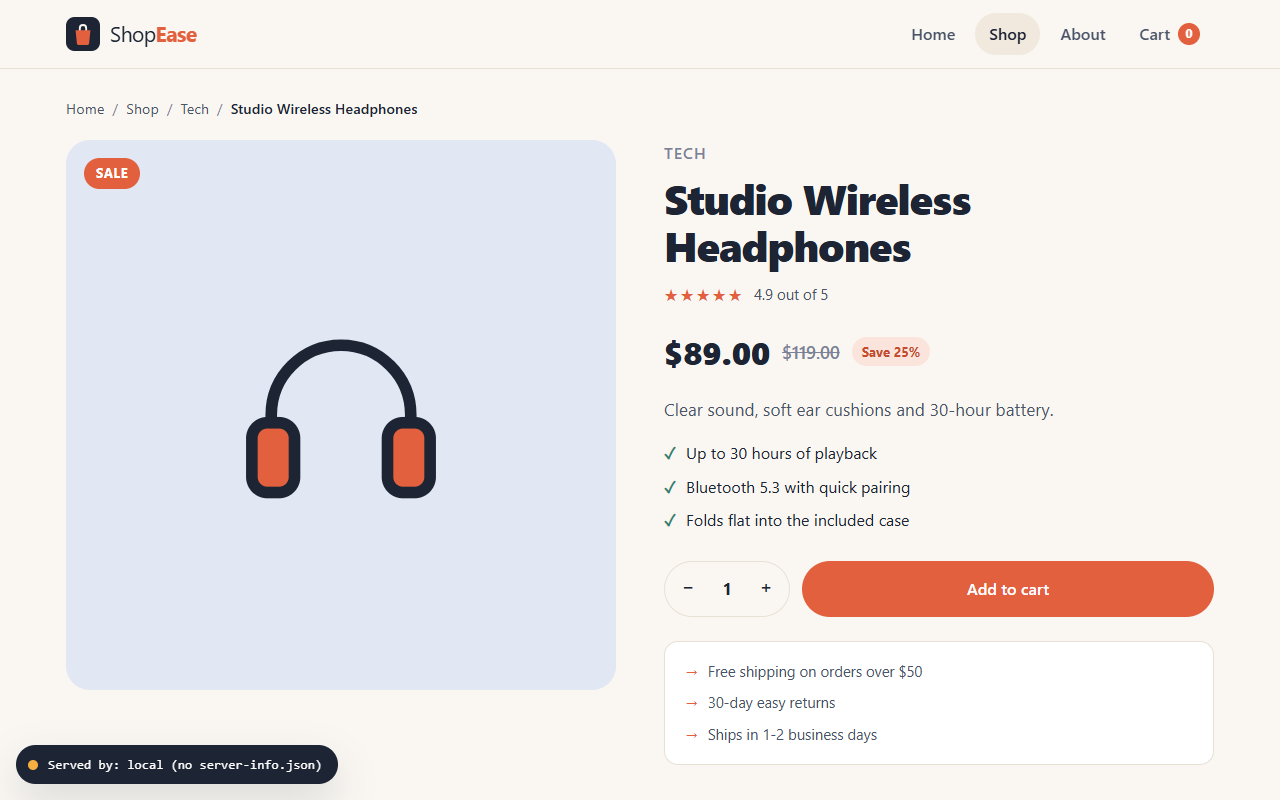 ShopEase
Home
Shop
About
Cart 0
Home / Shop / Tech / Studio Wireless Headphones
SALE
TECH
Studio Wireless
Headphones
★★★★★ 4.9 out of 5
$89.00 $119.00 Save 25%
Clear sound, soft ear cushions and 30-hour battery.
✓ Up to 30 hours of playback
✓ Bluetooth 5.3 with quick pairing
✓ Folds flat into the included case
− 1 +
Add to cart
→ Free shipping on orders over $50
→ 30-day easy returns
→ Ships in 1-2 business days
Served by: local (no server-info.json)